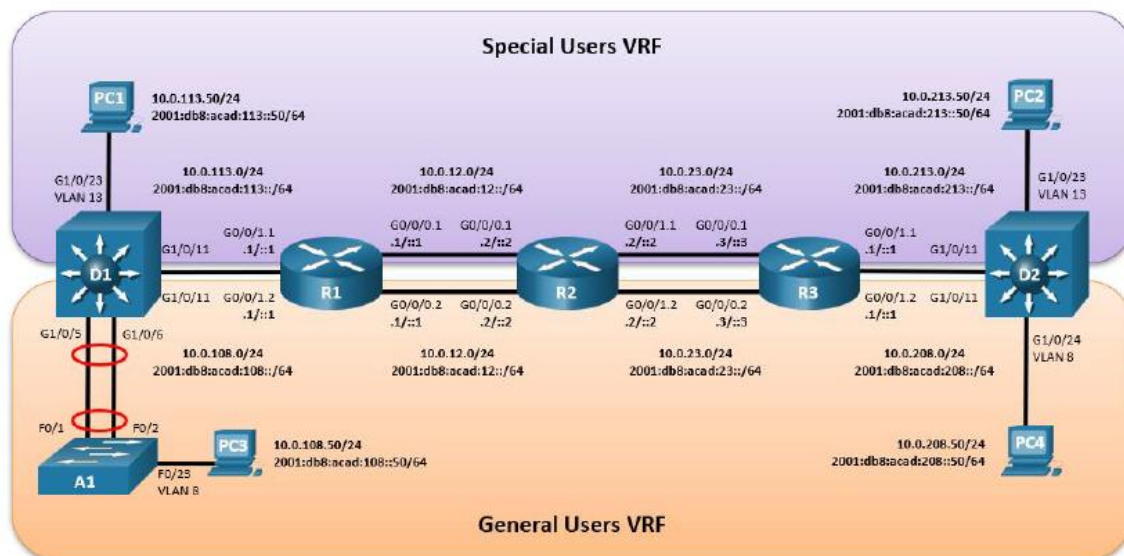 Special Users VRF
PC1
10.0.113.50/24
2001:db8:acad:113::50/64
10.0.213.50/24
2001:db8:acad:213::50/64
PC2
G1/0/23
VLAN 13
10.0.113.0/24
2001:db8:acad:113::/64
10.0.12.0/24
2001:db8:acad:12::/64
10.0.23.0/24
2001:db8:acad:23::/64
10.0.213.0/24
2001:db8:acad:213::/64
G1/0/23
VLAN 13
D1
G1/0/11
G0/0/1.1
.1/::1
R1
G0/0/0.1
.1/::1
G0/0/0.1
.2/::2
R2
G0/0/1.1
.2/::2
G0/0/0.1
.3/::3
R3
G0/0/1.1
.1/::1
G1/0/11
D2
G1/0/11
G0/0/1.2
.1/::1
G0/0/0.2
.1/::1
G0/0/0.2
.2/::2
G0/0/1.2
.2/::2
G0/0/0.2
.3/::3
G0/0/1.2
.1/::1
G1/0/11
G1/0/5
G1/0/6
10.0.108.0/24
2001:db8:acad:108::/64
10.0.12.0/24
2001:db8:acad:12::/64
10.0.23.0/24
2001:db8:acad:23::/64
10.0.208.0/24
2001:db8:acad:208::/64
G1/0/24
VLAN 8
F0/1
F0/2
A1
F0/23
VLAN 8
PC3
10.0.108.50/24
2001:db8:acad:108::50/64
10.0.208.50/24
2001:db8:acad:208::50/64
PC4
General Users VRF